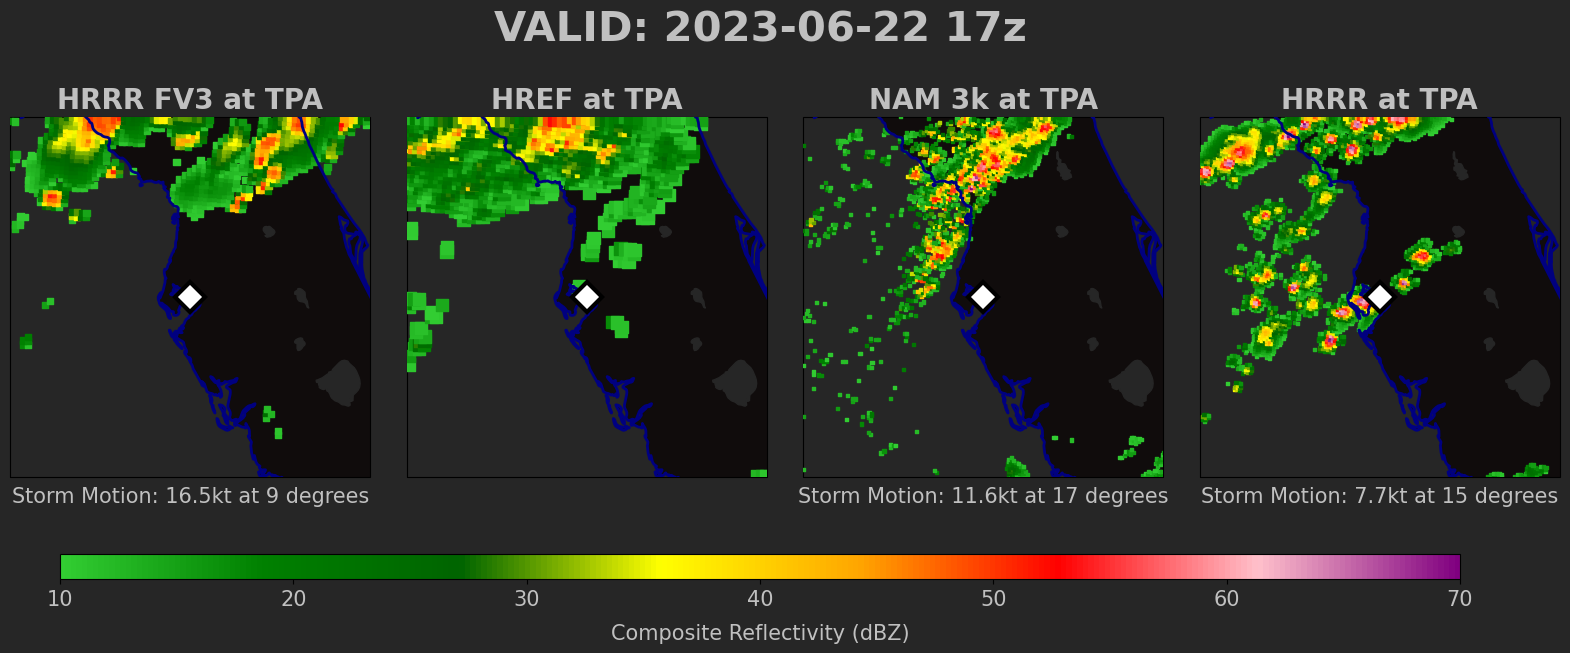 VALID: 2023-06-22 17z
HRRR FV3 at TPA
HREF at TPA
NAM 3k at TPA
HRRR at TPA
Storm Motion: 16.5kt at 9 degrees
Storm Motion: 11.6kt at 17 degrees
Storm Motion: 7.7kt at 15 degrees
10 20 30 40 50 60 70
Composite Reflectivity (dBZ)